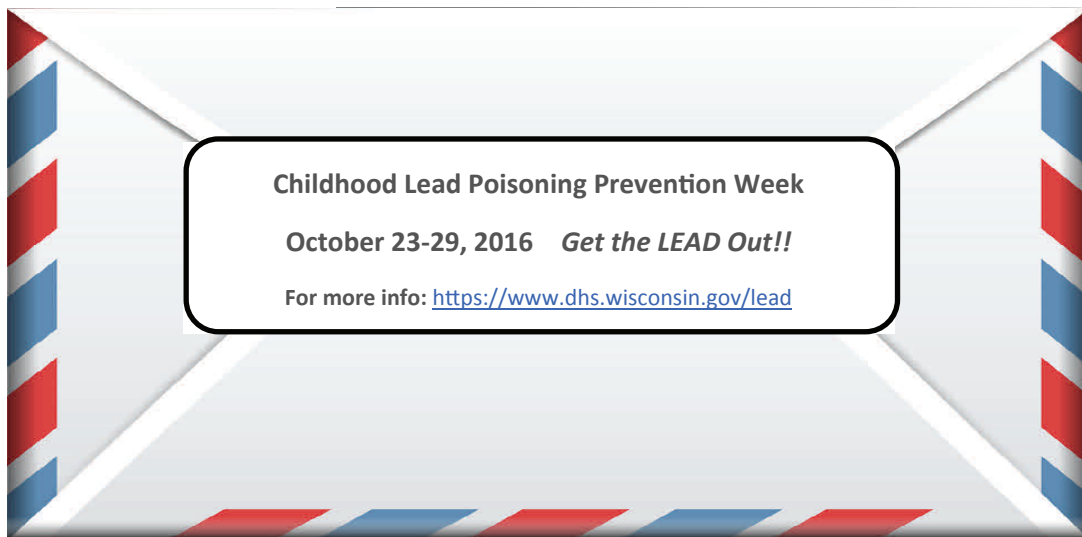 Childhood Lead Poisoning Prevention Week
October 23-29, 2016 Get the LEAD Out!!
For more info: https://www.dhs.wisconsin.gov/lead